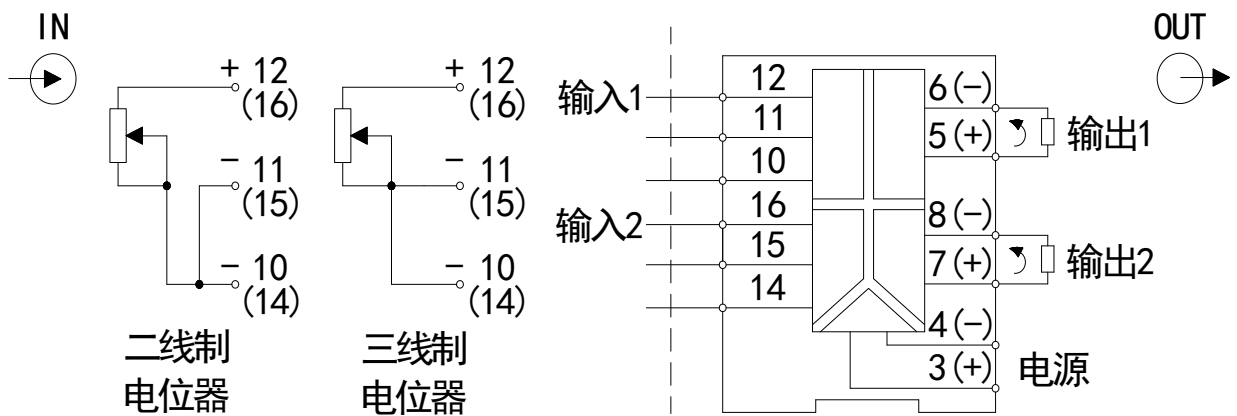 IN
+ 12
(16)
- 11
(15)
- 10
(14)
二线制
电位器
+ 12
(16)
- 11
(15)
- 10
(14)
三线制
电位器
输入1
输入2
12
11
10
16
15
14
6(-)
5(+)
8(-)
7(+)
4(-)
3(+)
输出1
输出2
电源
OUT